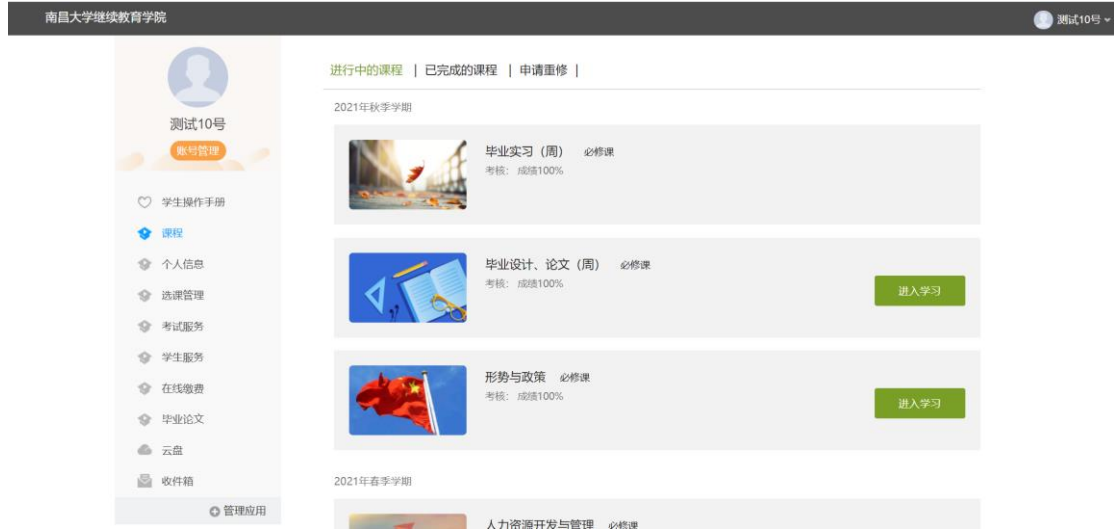 南昌大学继续教育学院
测试10号
测试10号
账号管理
学生操作手册
课程
个人信息
选课管理
考试服务
学生服务
在线缴费
毕业论文
云盘
收件箱
管理应用
进行中的课程 | 已完成的课程 | 申请重修 |
2021年秋季学期
毕业实习（周） 必修课
考核： 成绩100%
毕业设计、论文（周） 必修课
考核： 成绩100%
进入学习
形势与政策 必修课
考核： 成绩100%
进入学习
2021年春季学期
人力资源开发与管理 必修课